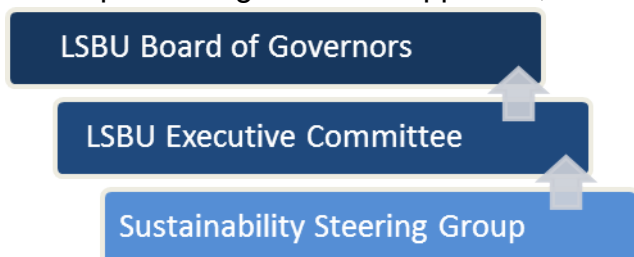 LSBU Board of Governors
LSBU Executive Committee
Sustainability Steering Group